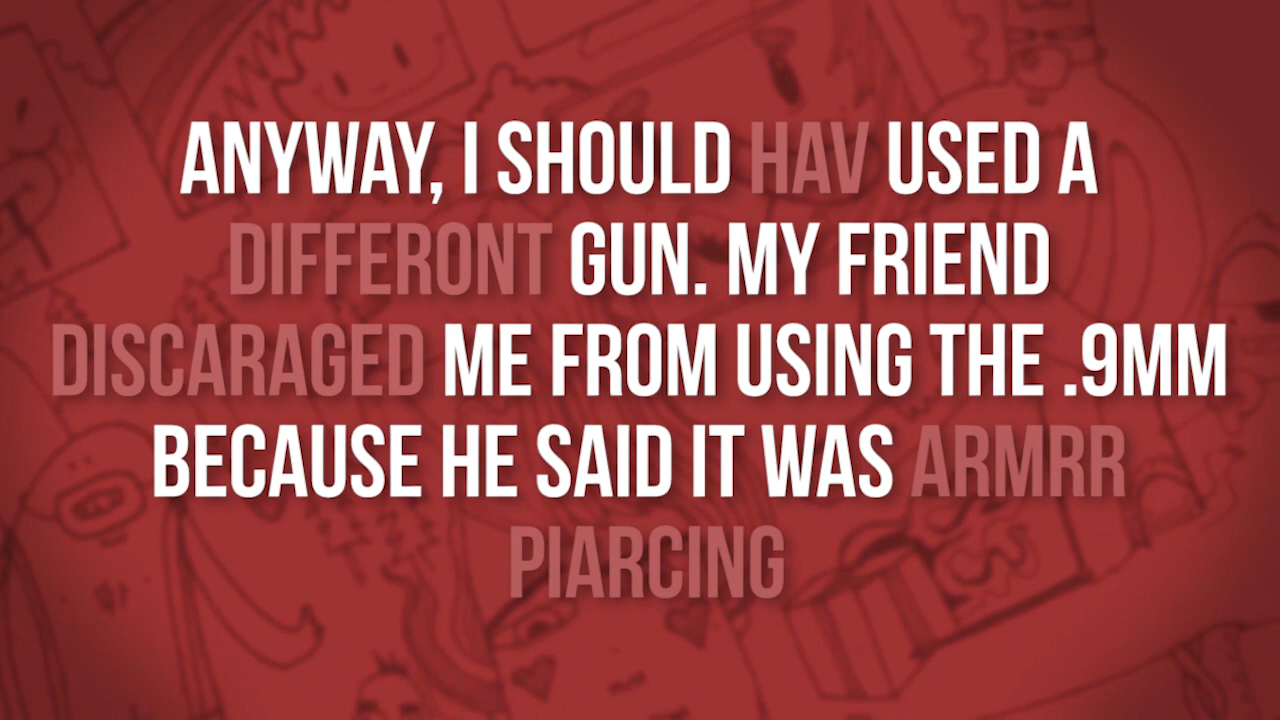 ANYWAY, I SHOULD HAV USED A
DIFFERONT GUN. MY FRIEND
DISCARAGED ME FROM USING THE .9MM
BECAUSE HE SAID IT WAS ARMRR
PIARCING